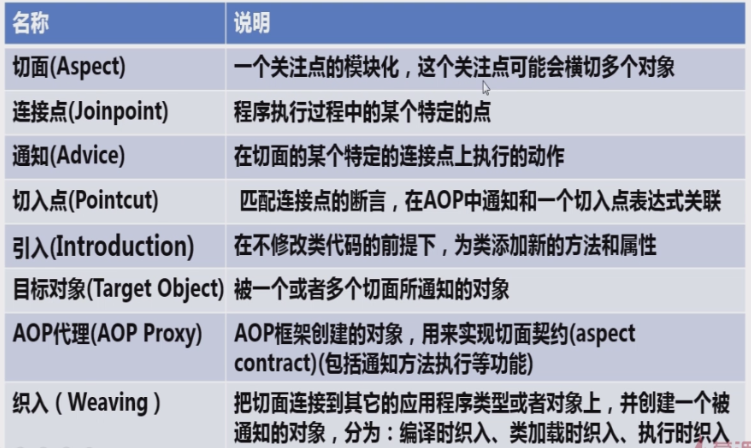 名称 说明
切面(Aspect) 一个关注点的模块化，这个关注点可能会横切多个对象
连接点(Joinpoint) 程序执行过程中的某个特定的点
通知(Advice) 在切面的某个特定的连接点上执行的动作
切入点(Pointcut) 匹配连接点的断言，在AOP中通知和一个切入点表达式关联
引入(Introduction) 在不修改类代码的前提下，为类添加新的方法和属性
目标对象(Target Object) 被一个或者多个切面所通知的对象
AOP代理(AOP Proxy) AOP框架创建的对象，用来实现切面契约(aspect
contract)(包括通知方法执行等功能)
织入（Weaving） 把切面连接到其它的应用程序类型或者对象上，并创建一个被
通知的对象，分为：编译时织入、类加载时织入、执行时织入